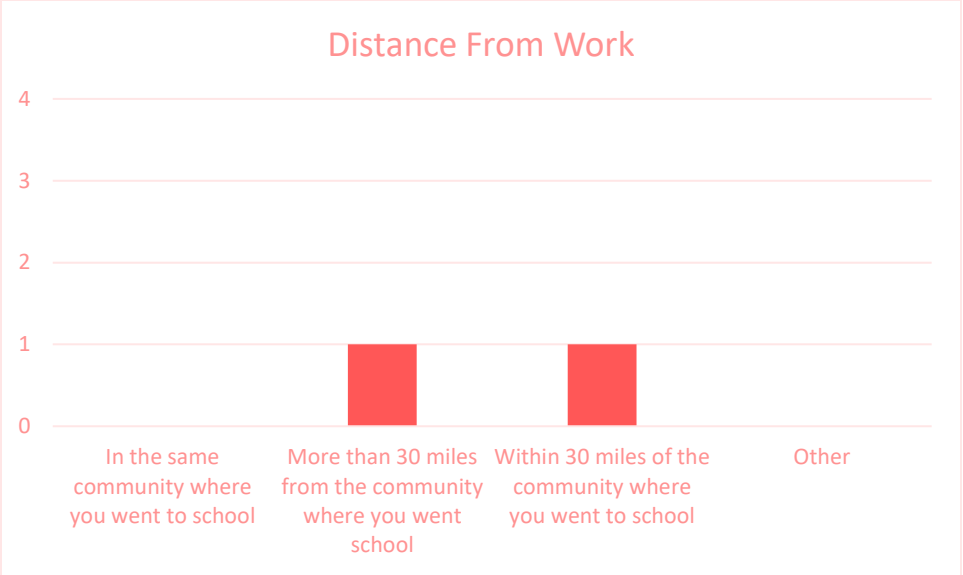 Distance From Work
4
3
2
1
0
In the same
community where
you went to school
More than 30 miles
from the community
where you went
school
Within 30 miles of the
community where
you went to school
Other